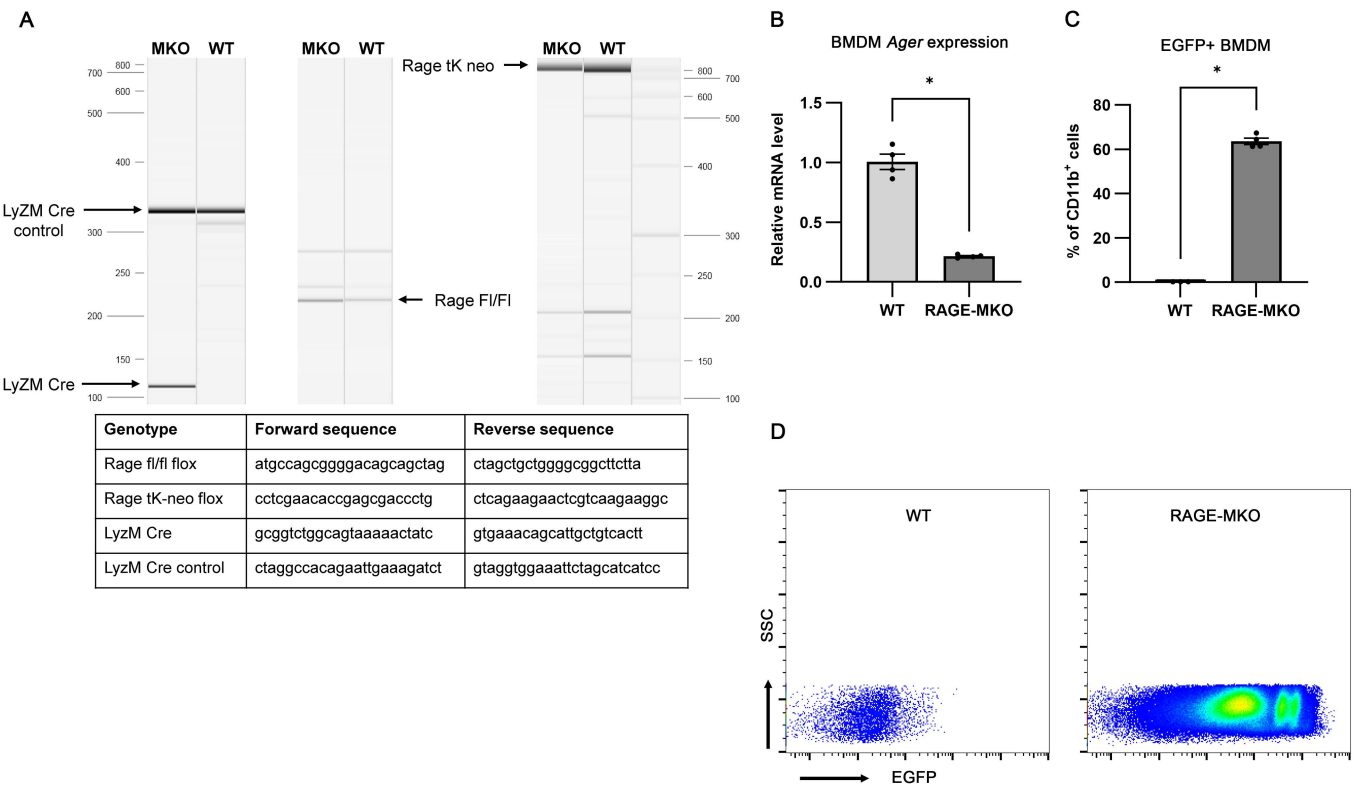 A
MKO WT
800
700
600
500
400
300
250
200
150
100
LyZM Cre
control
LyZM Cre
MKO WT
Rage Fl/Fl
Rage tK neo
MKO WT
800
700
600
500
400
300
250
200
150
100
Genotype Forward sequence Reverse sequence
Rage fl/fl flox atgccagcggggacagcagctag ctagctgctggggcggcttctta
Rage tK-neo flox cctcgaacaccgagcgaccctg ctcagaagaactcgtcaagaaggc
LyzM Cre gcggtctggcagtaaaaactatc gtgaaacagcattgctgtcactt
LyzM Cre control ctaggccacagaattgaaagatct gtaggtggaaattctagcatcatcc
B
BMDM Ager expression
Relative mRNA level
1.5
1.0
0.5
0.0
*
WT RAGE-MKO
C
EGFP+ BMDM
% of CD11b+ cells
80
60
40
20
0
*
WT RAGE-MKO
D
WT
RAGE-MKO
SSC
EGFP